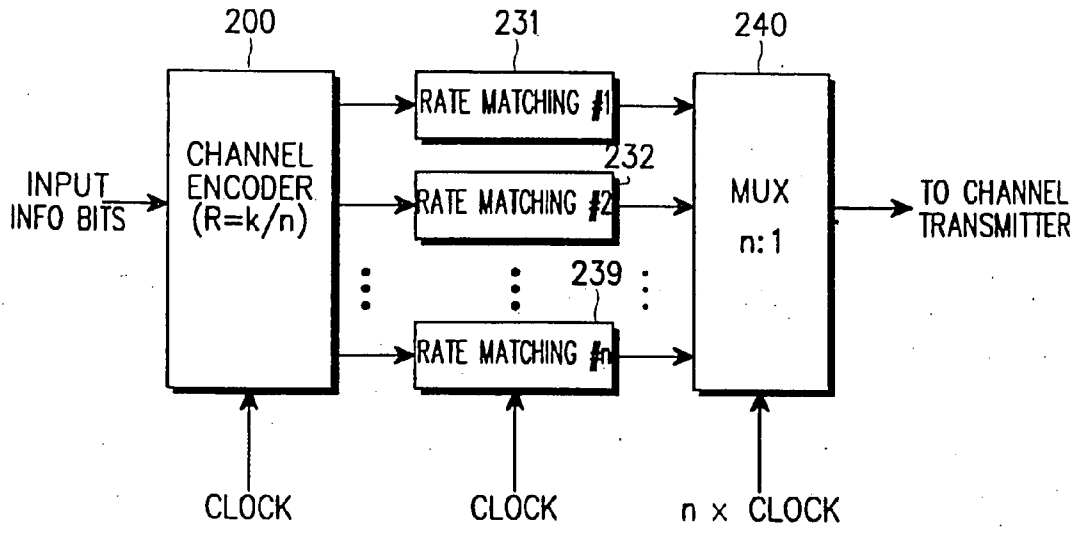 200
231
240
RATE MATCHING #1
CHANNEL
ENCODER
(R=k/n)
232
INPUT
INFO BITS
RATE MATCHING #2
MUX
n:1
TO CHANNEL
TRANSMITTER
239
RATE MATCHING #n
CLOCK
CLOCK
n x CLOCK